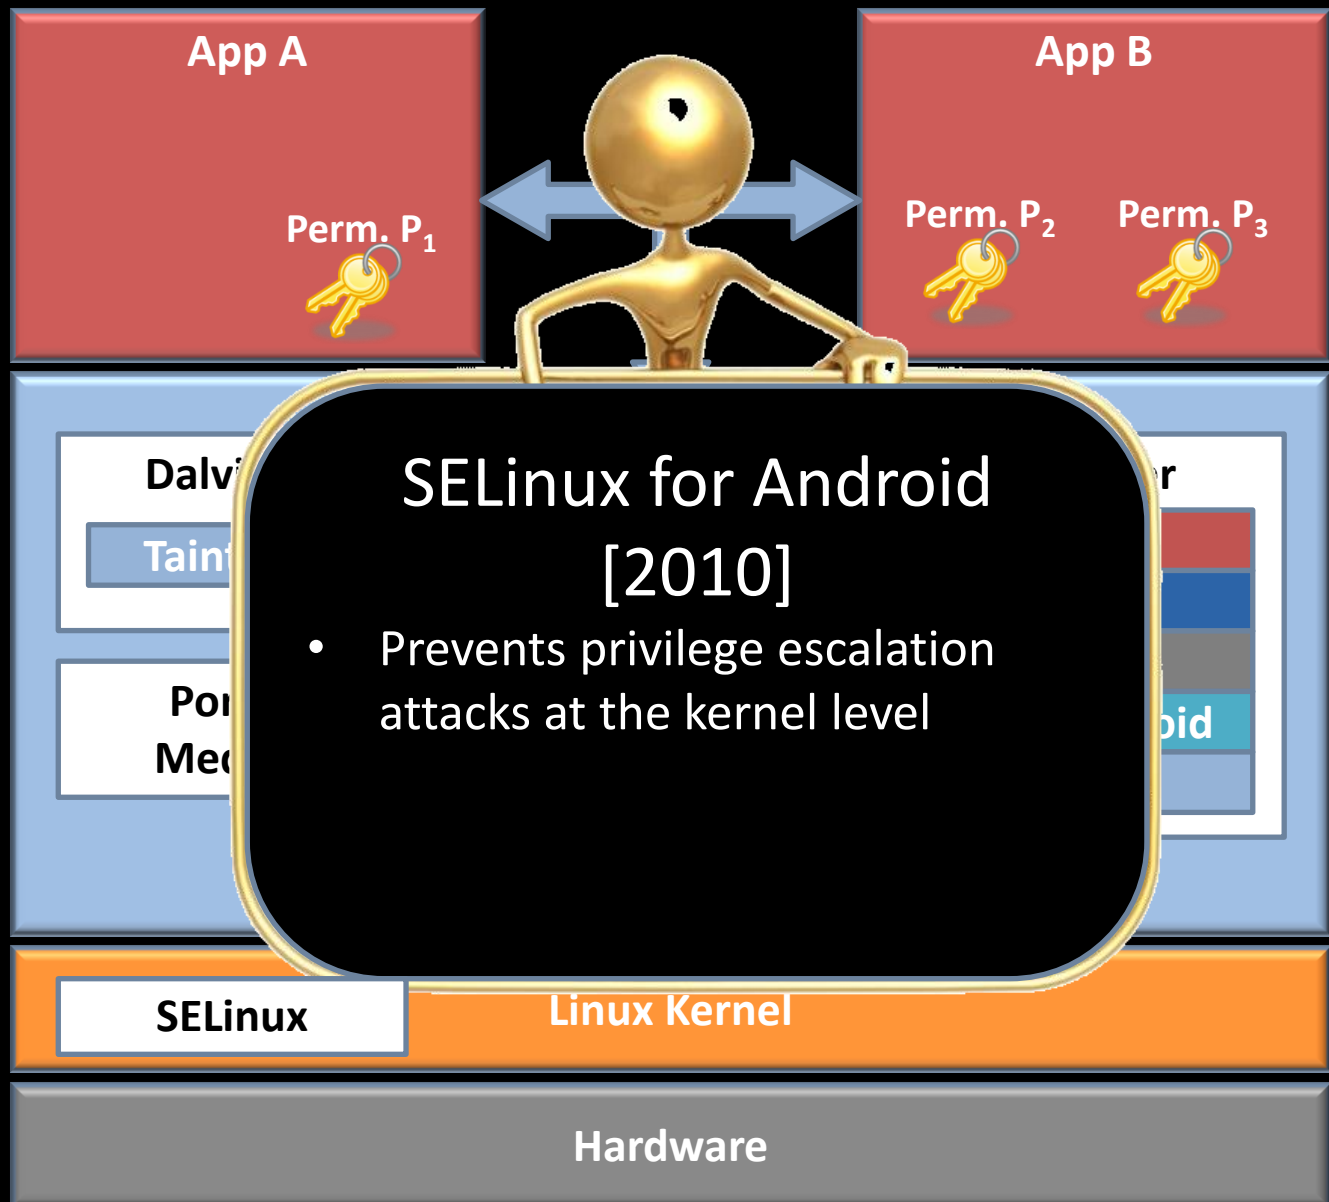 App A
App B
Perm. P1
Perm. P2
Perm. P3
SELinux for Android
[2010]
• Prevents privilege escalation
attacks at the kernel level
SELinux
Linux Kernel
Hardware